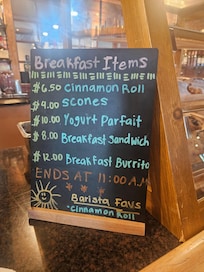 Breakfast Items
$6.50 Cinnamon Roll
$9.00 Scones
$10.00 Yogurt Parfait
$8.00 Breakfast Sandwich
$12.00 Breakfast Burrito
ENDS AT 11:00 A.M
Barista Favs
·Cinnamon Roll